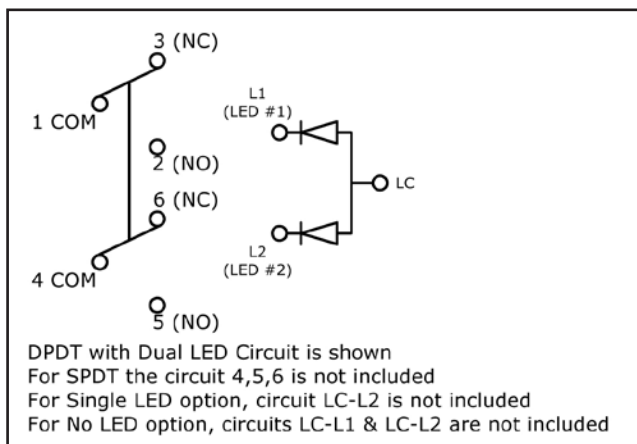 3 (NC)
1 COM
2 (NO)
6 (NC)
4 COM
5 (NO)
L1
(LED #1)
LC
L2
(LED #2)
DPDT with Dual LED Circuit is shown
For SPDT the circuit 4,5,6 is not included
For Single LED option, circuit LC-L2 is not included
For No LED option, circuits LC-L1 & LC-L2 are not included